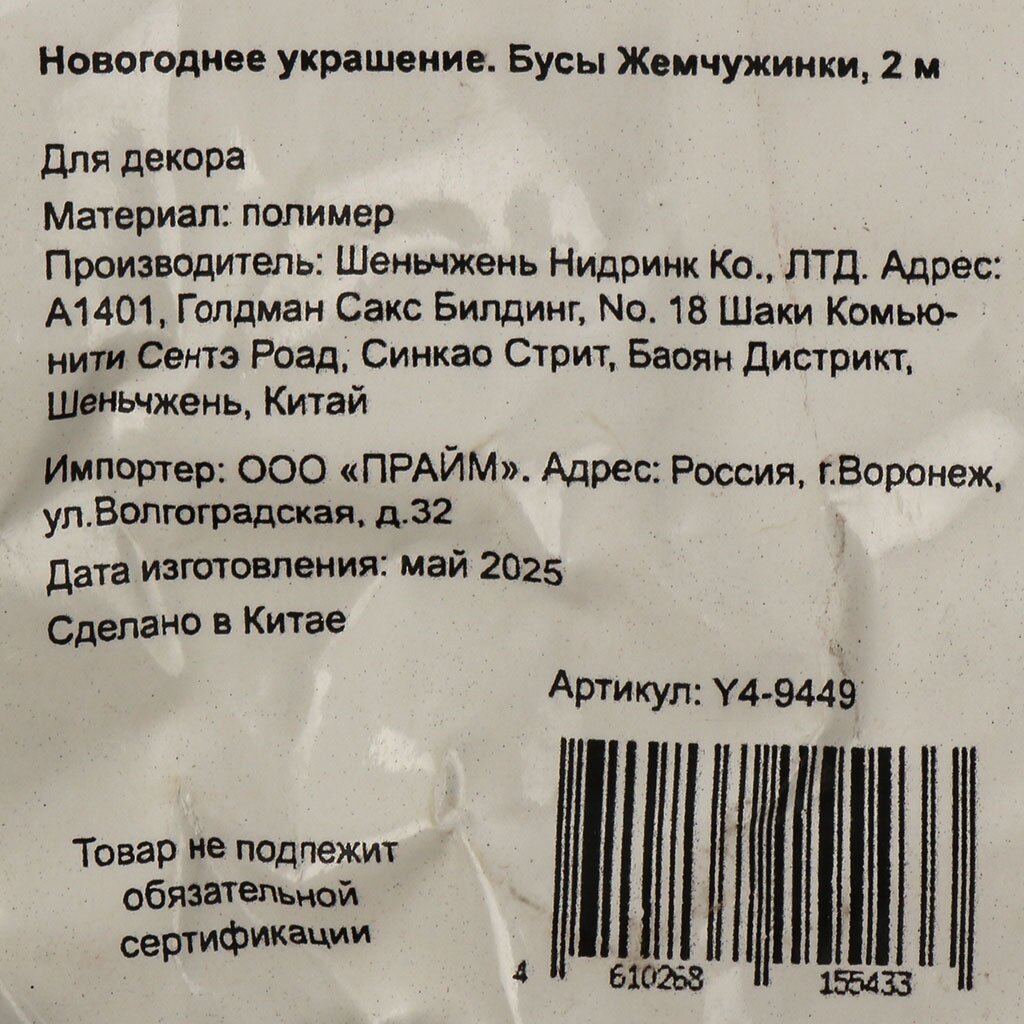 Новогоднее украшение. Бусы Жемчужинки, 2 м
Для декора
Материал: полимер
Производитель: Шеньчжень Нидринк Ко., ЛТД. Адрес:
А1401, Голдман Сакс Билдинг, No. 18 Шаки Комью-
нити Сентэ Роад, Синкао Стрит, Баоян Дистрикт,
Шеньчжень, Китай
Импортер: ООО «ПРАЙМ». Адрес: Россия, г.Воронеж,
ул.Волгоградская, д.32
Дата изготовления: май 2025
Сделано в Китае
Артикул: Y4-9449
Товар не подлежит
обязательной
сертификации
4 610268 155433